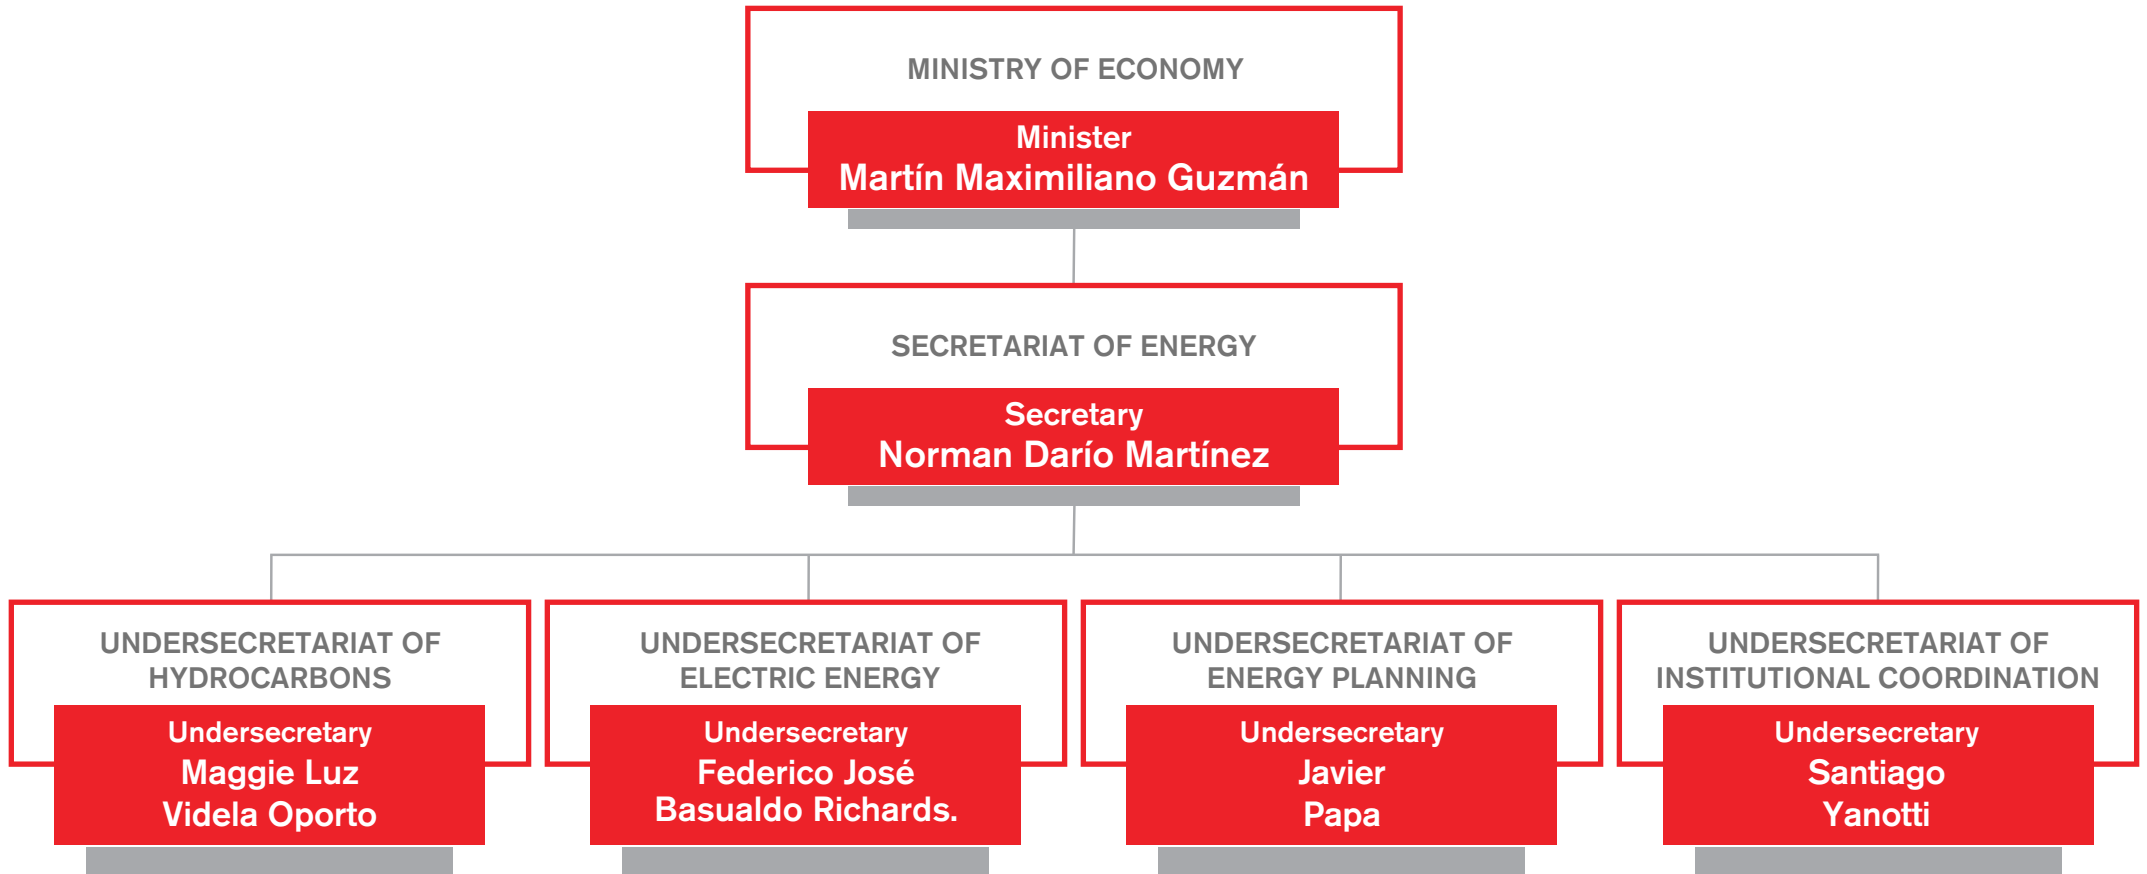 MINISTRY OF ECONOMY
Minister
Martín Maximiliano Guzmán
SECRETARIAT OF ENERGY
Secretary
Norman Darío Martínez
UNDERSECRETARIAT OF
HYDROCARBONS
Undersecretary
Maggie Luz
Videla Oporto
UNDERSECRETARIAT OF
ELECTRIC ENERGY
Undersecretary
Federico José
Basualdo Richards.
UNDERSECRETARIAT OF
ENERGY PLANNING
Undersecretary
Javier
Papa
UNDERSECRETARIAT OF
INSTITUTIONAL COORDINATION
Undersecretary
Santiago
Yanotti